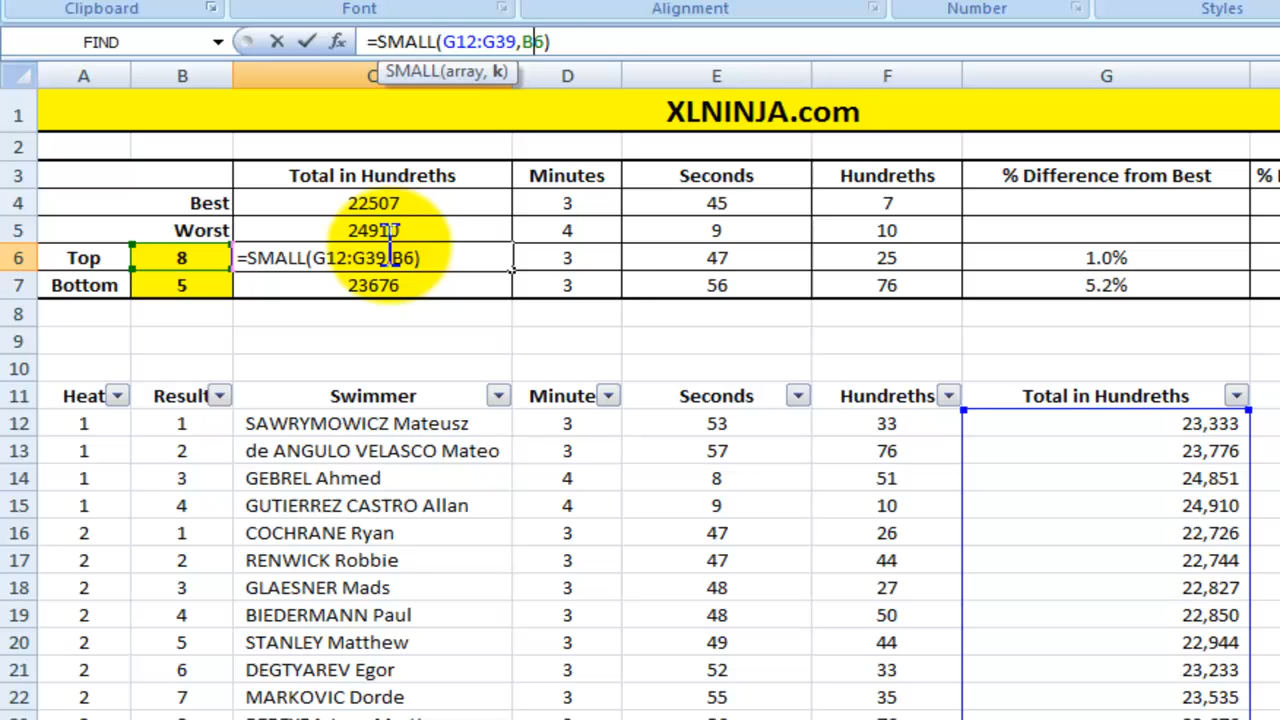 Clipboard Font Alignment Number Styles
FIND =SMALL(G12:G39,B6)
SMALL(array, k)
A B C D E F G
1 XLNINJA.com
2
3 Total in Hundreths Minutes Seconds Hundreths % Difference from Best %
4 Best 22507 3 45 7
5 Worst 24910 4 9 10
6 Top 8 =SMALL(G12:G39,B6) 3 47 25 1.0%
7 Bottom 5 23676 3 56 76 5.2%
8
9
10
11 Heat Result Swimmer Minute Seconds Hundreths Total in Hundreths
12 1 1 SAWRYMOWICZ Mateusz 3 53 33 23,333
13 1 2 de ANGULO VELASCO Mateo 3 57 76 23,776
14 1 3 GEBREL Ahmed 4 8 51 24,851
15 1 4 GUTIERREZ CASTRO Allan 4 9 10 24,910
16 2 1 COCHRANE Ryan 3 47 26 22,726
17 2 2 RENWICK Robbie 3 47 44 22,744
18 2 3 GLAESNER Mads 3 48 27 22,827
19 2 4 BIEDERMANN Paul 3 48 50 22,850
20 2 5 STANLEY Matthew 3 49 44 22,944
21 2 6 DEGTYAREV Egor 3 52 33 23,233
22 2 7 MARKOVIC Dorde 3 55 35 23,535